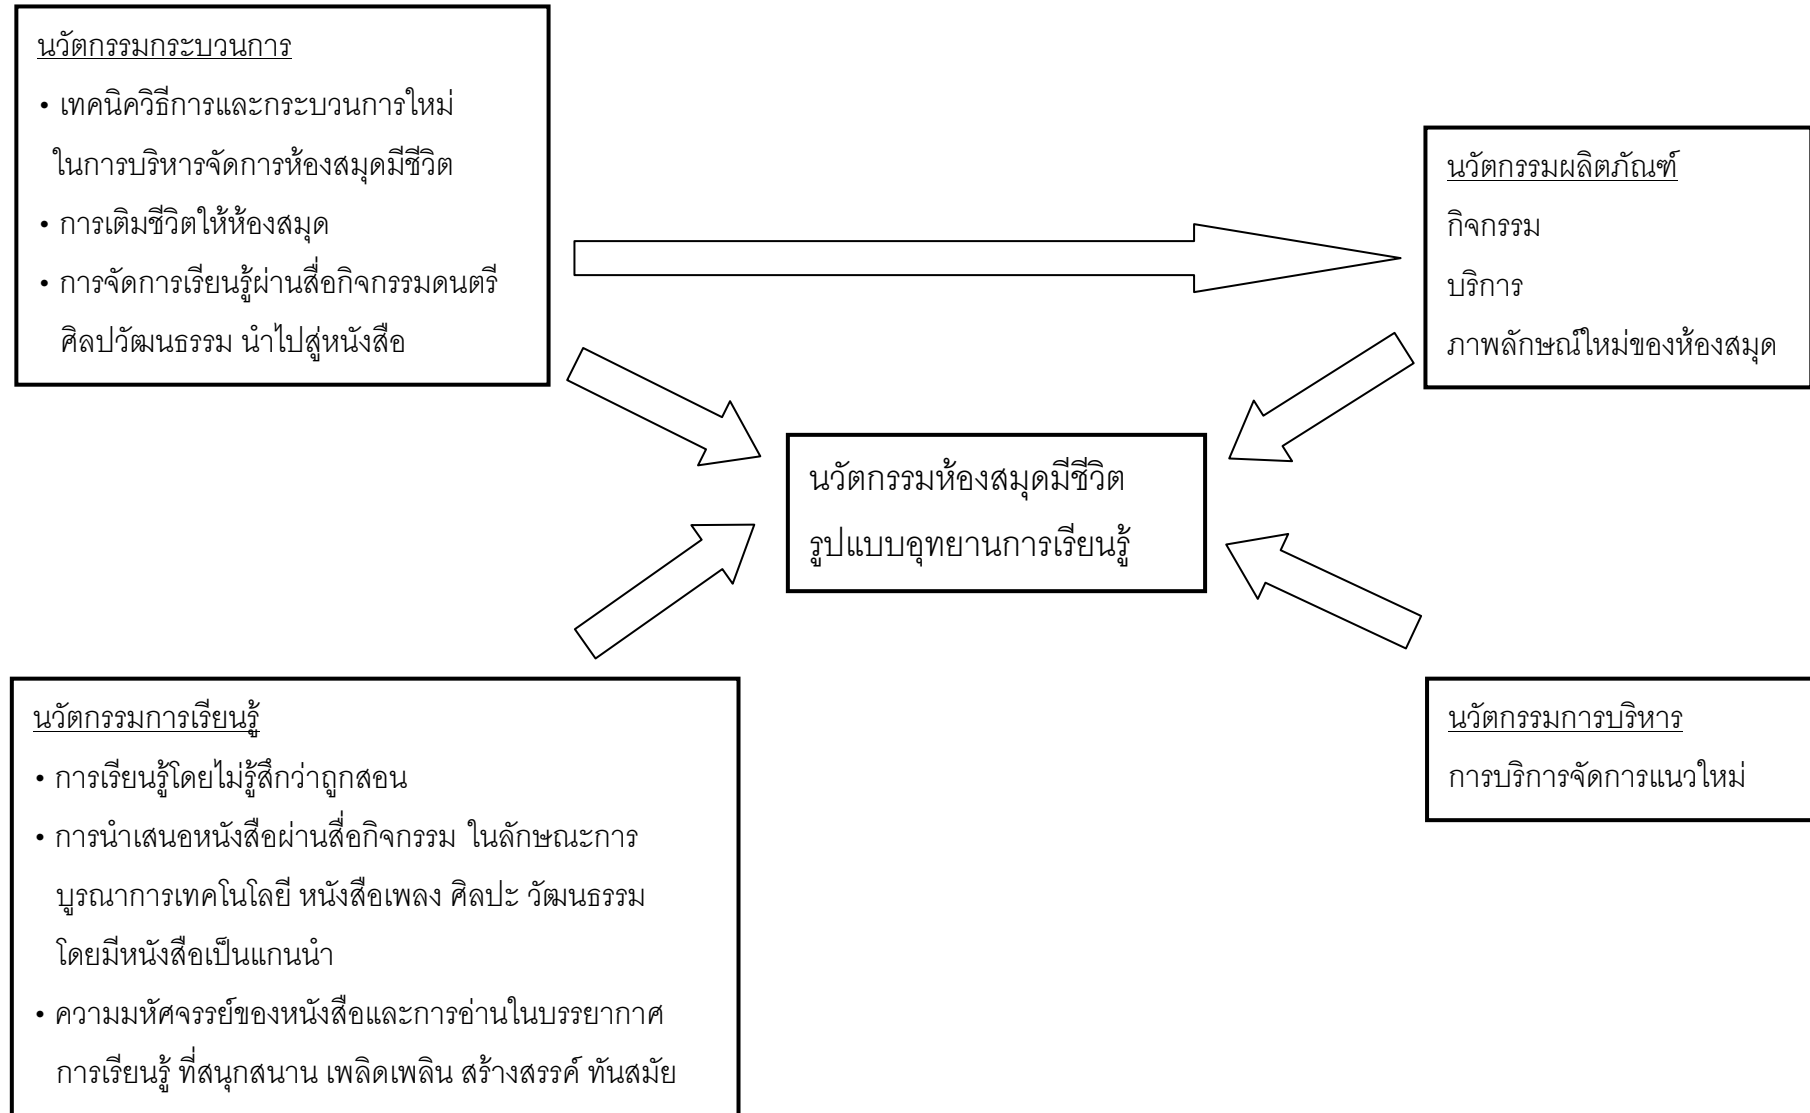 นวัตกรรมกระบวนการ
• เทคนิควิธีการและกระบวนการใหม่
ในการบริหารจัดการห้องสมุดมีชีวิต
• การเติมชีวิตให้ห้องสมุด
• การจัดการเรียนรู้ผ่านสื่อกิจกรรมดนตรี
ศิลปวัฒนธรรม นำไปสู่หนังสือ
นวัตกรรมผลิตภัณฑ์
กิจกรรม
บริการ
ภาพลักษณ์ใหม่ของห้องสมุด
นวัตกรรมห้องสมุดมีชีวิต
รูปแบบอุทยานการเรียนรู้
นวัตกรรมการเรียนรู้
• การเรียนรู้โดยไม่รู้สึกว่าถูกสอน
• การนำเสนอหนังสือผ่านสื่อกิจกรรม ในลักษณะการ
บูรณาการเทคโนโลยี หนังสือเพลง ศิลปะ วัฒนธรรม
โดยมีหนังสือเป็นแกนนำ
• ความมหัศจรรย์ของหนังสือและการอ่านในบรรยากาศ
การเรียนรู้ ที่สนุกสนาน เพลิดเพลิน สร้างสรรค์ ทันสมัย
นวัตกรรมการบริหาร
การบริการจัดการแนวใหม่